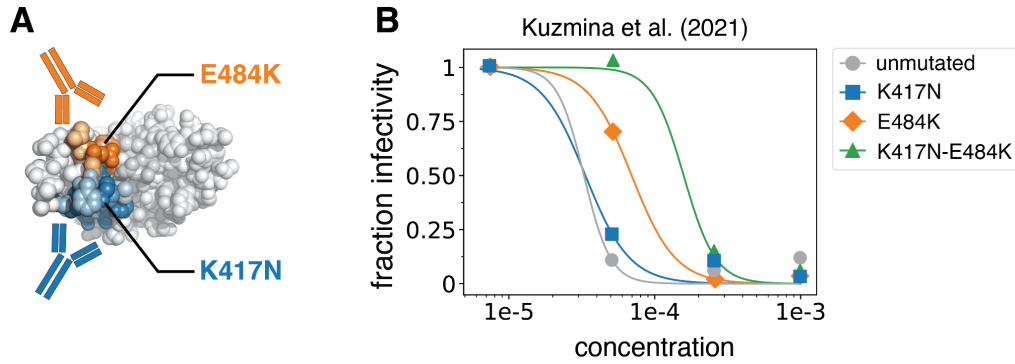 A
E484K
K417N
B
Kuzmina et al. (2021)
fraction infectivity
1
0.75
0.50
0.25
0
1e-5
1e-4
1e-3
concentration
unmutated
K417N
E484K
K417N-E484K